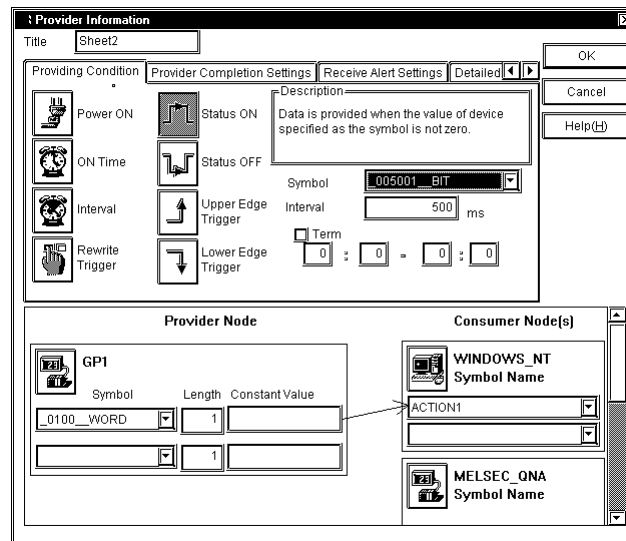 Provider Information
Title Sheet2
OK
Cancel
Help(H)
Providing Condition Provider Completion Settings Receive Alert Settings Detailed
Power ON
Status ON
ON Time
Status OFF
Interval
Upper Edge Trigger
Rewrite Trigger
Lower Edge Trigger
Description
Data is provided when the value of device
specified as the symbol is not zero.
Symbol _005001__BIT
Interval 500 ms
Term
0 : 0 - 0 : 0
Provider Node
Consumer Node(s)
GP1
Symbol Length Constant Value
_0100__WORD 1
1
WINDOWS_NT
Symbol Name
ACTION1
MELSEC_QNA
Symbol Name